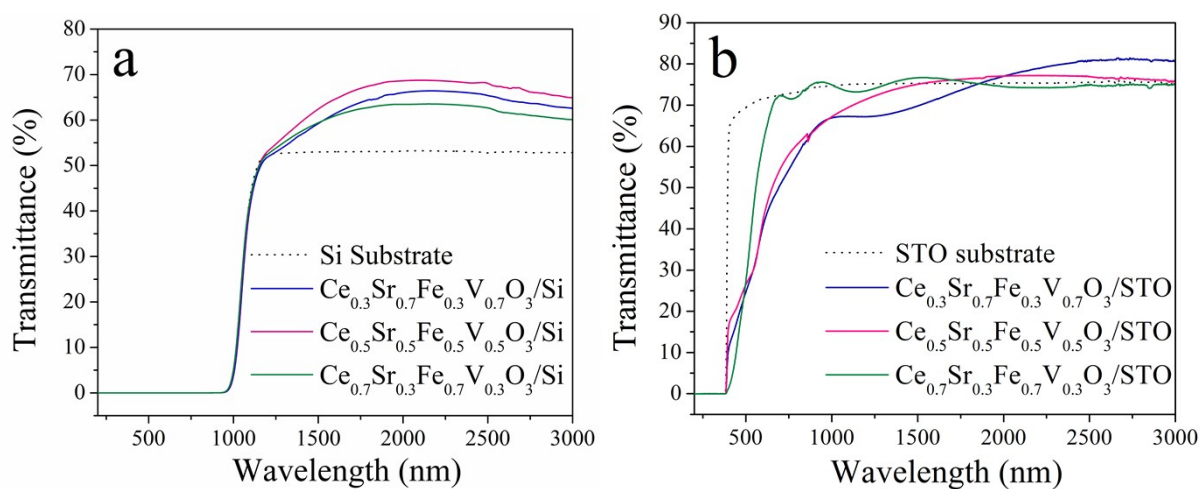 a
80
70
60
50
40
30
20
10
0
Transmittance (%)
Si Substrate
Ce0.3Sr0.7Fe0.3V0.7O3/Si
Ce0.5Sr0.5Fe0.5V0.5O3/Si
Ce0.7Sr0.3Fe0.7V0.3O3/Si
500 1000 1500 2000 2500 3000
Wavelength (nm)
b
90
80
70
60
50
40
30
20
10
0
Transmittance (%)
STO substrate
Ce0.3Sr0.7Fe0.3V0.7O3/STO
Ce0.5Sr0.5Fe0.5V0.5O3/STO
Ce0.7Sr0.3Fe0.7V0.3O3/STO
500 1000 1500 2000 2500 3000
Wavelength (nm)